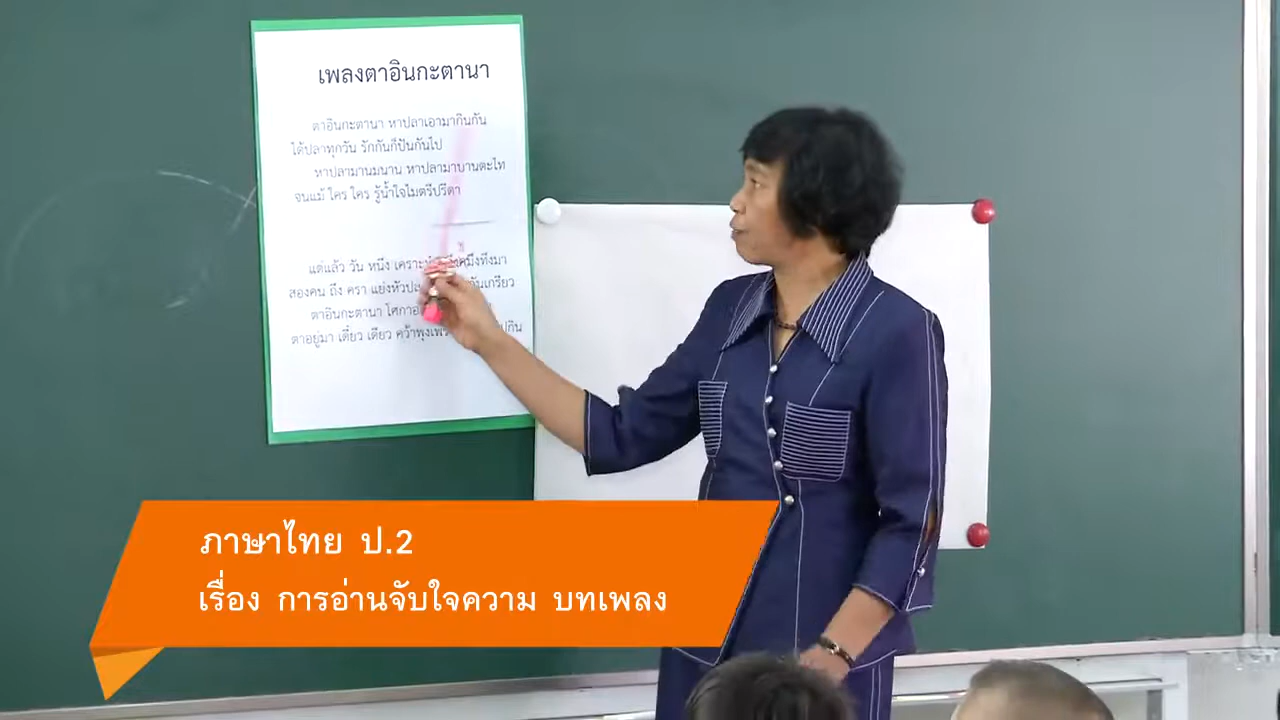 เพลงตาอินกะตานา
ตาอินกะตานา หาปลาเอามากินกัน
ได้ปลาทุกวัน รักกันก็ปันกันไป
หาปลามานมนาน หาปลามาบานตะไท
จนแม้ ใคร ใคร รู้น้ำใจไมตรีปรีดา
แต่แล้ว วัน หนึ่ง
สองคน ถึง ครา
ตาอินกะตานา
ตาอยู่มา เดี๋ยว เดียว
ภาษาไทย ป.2
เรื่อง การอ่านจับใจความ บทเพลง